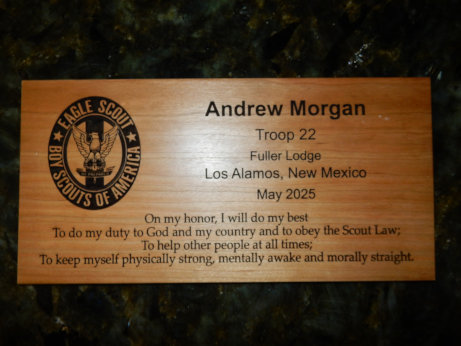 EAGLE SCOUT
BOY SCOUTS OF AMERICA
Andrew Morgan
Troop 22
Fuller Lodge
Los Alamos, New Mexico
May 2025
On my honor, I will do my best
To do my duty to God and my country and to obey the Scout Law;
To help other people at all times;
To keep myself physically strong, mentally awake and morally straight.